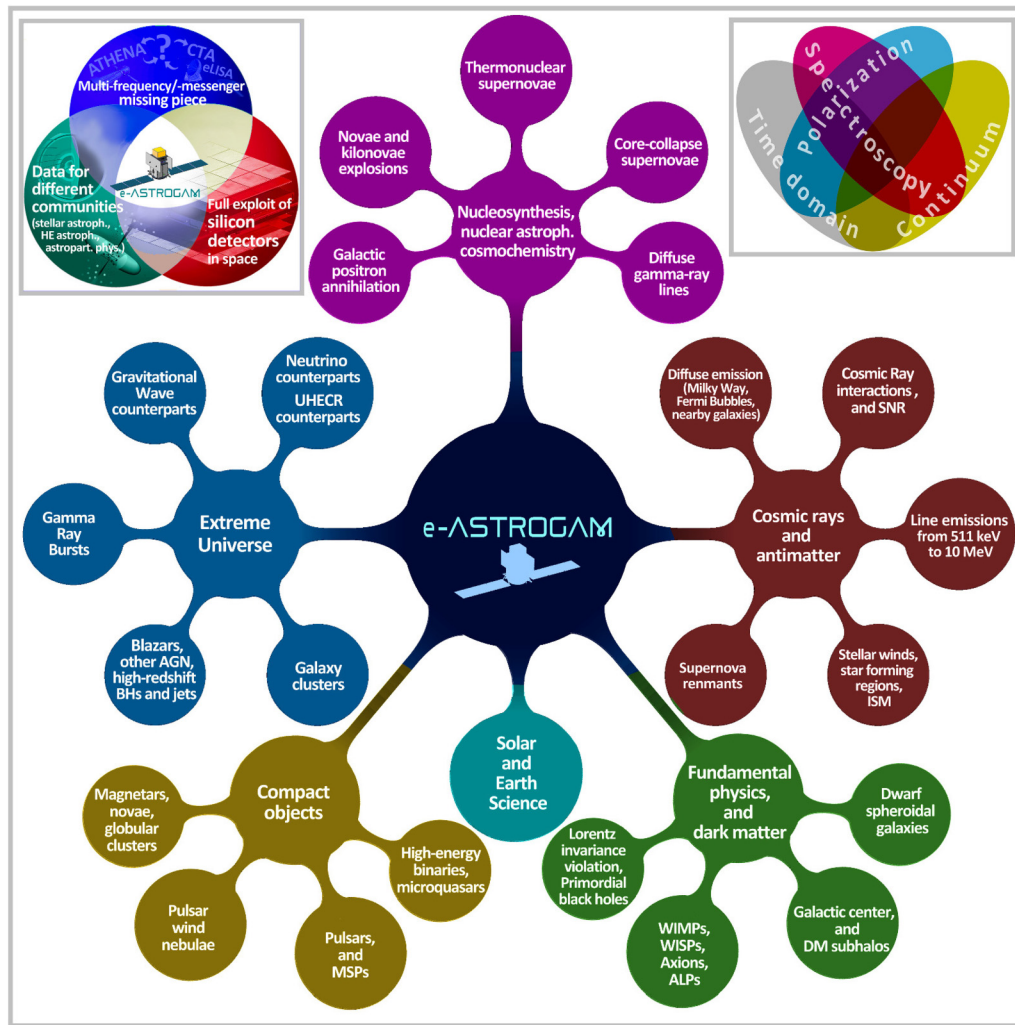 ATHENA
?
CTA
eLISA
Multi-frequency/-messenger
missing piece
Data for
different
communities
(stellar astroph.,
HE astroph.,
astropart. phys.)
e-ASTROGAM
Full exploit of
silicon
detectors
in space
Time domain
Spectroscopy
Polarization
Continuum
Thermonuclear
supernovae
Novae and
kilonovae
explosions
Core-collapse
supernovae
Nucleosynthesis,
nuclear astroph.
cosmochemistry
Galactic
positron
annihilation
Diffuse
gamma-ray
lines
Gravitational
Wave
counterparts
Neutrino
counterparts
UHECR
counterparts
Gamma
Ray
Bursts
Extreme
Universe
Blazars,
other AGN,
high-redshift
BHs and jets
Galaxy
clusters
e-ASTROGAM
Diffuse emission
(Milky Way,
Fermi Bubbles,
nearby galaxies)
Cosmic Ray
interactions ,
and SNR
Cosmic rays
and
antimatter
Line emissions
from 511 keV
to 10 MeV
Supernova
renmants
Stellar winds,
star forming
regions,
ISM
Solar
and
Earth
Science
Compact
objects
Magnetars,
novae,
globular
clusters
High-energy
binaries,
microquasars
Pulsar
wind
nebulae
Pulsars,
and
MSPs
Fundamental
physics,
and
dark matter
Dwarf
spheroidal
galaxies
Lorentz
invariance
violation,
Primordial
black holes
WIMPs,
WISPs,
Axions,
ALPs
Galactic center,
and
DM subhalos